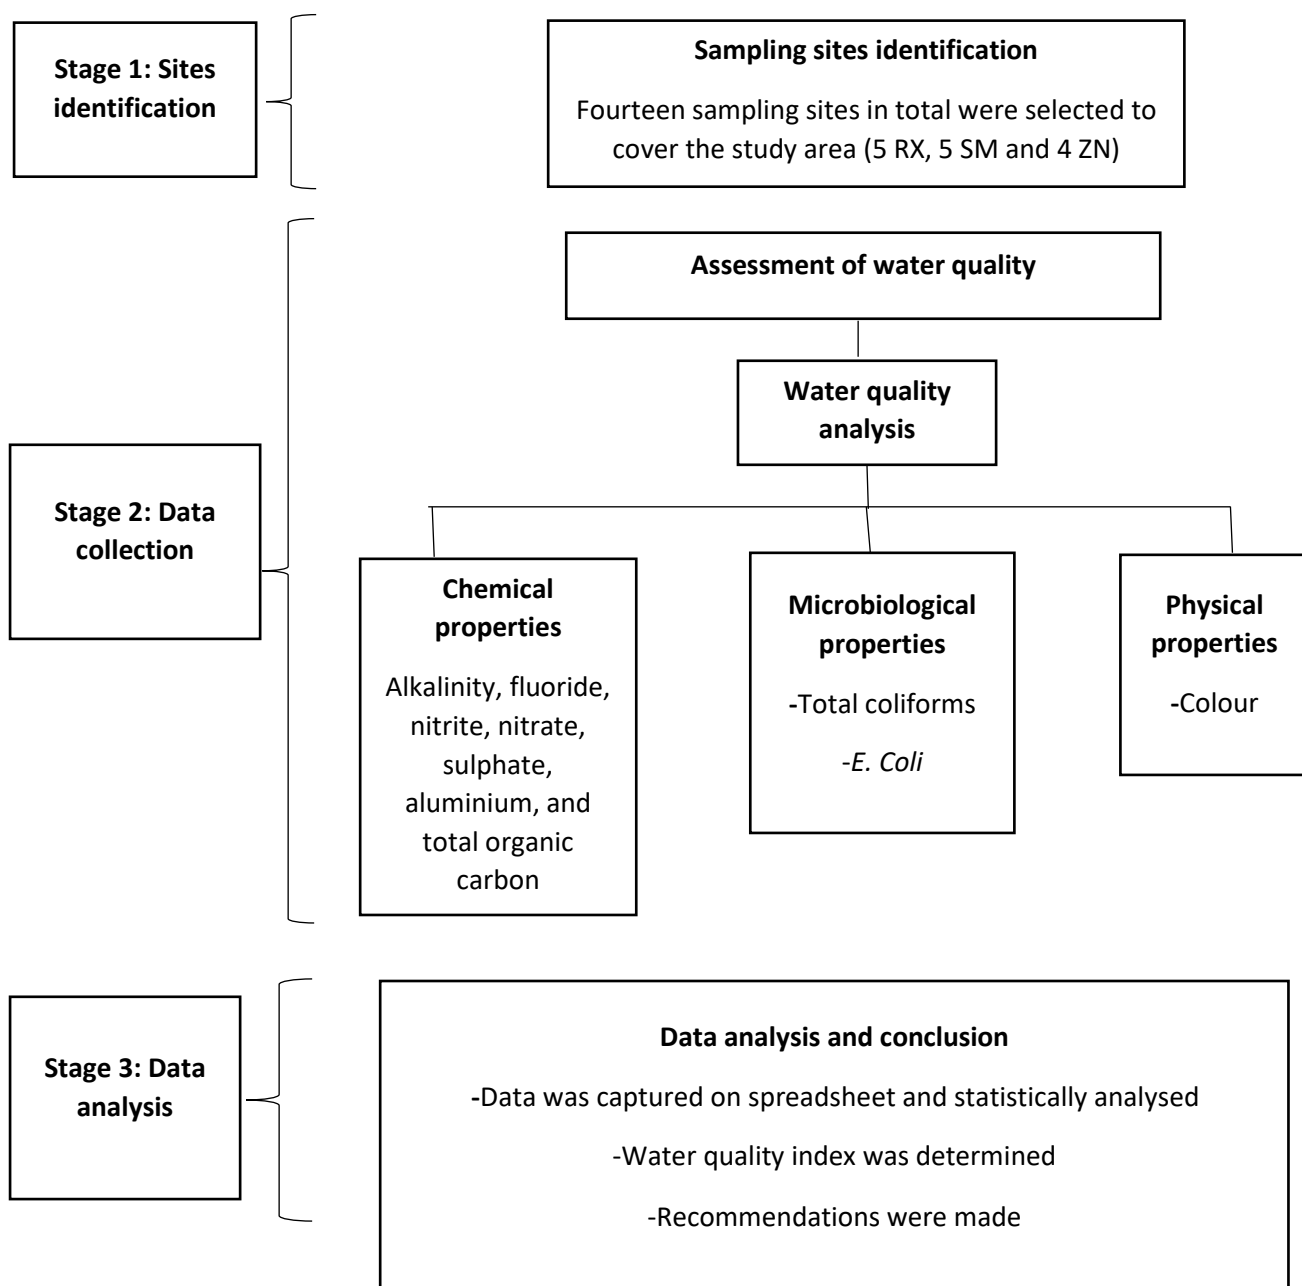 Stage 1: Sites
identification
Sampling sites identification
Fourteen sampling sites in total were selected to
cover the study area (5 RX, 5 SM and 4 ZN)
Stage 2: Data
collection
Assessment of water quality
Water quality
analysis
Chemical
properties
Alkalinity, fluoride,
nitrite, nitrate,
sulphate,
aluminium, and
total organic
carbon
Microbiological
properties
-Total coliforms
-E. Coli
Physical
properties
-Colour
Stage 3: Data
analysis
Data analysis and conclusion
-Data was captured on spreadsheet and statistically analysed
-Water quality index was determined
-Recommendations were made